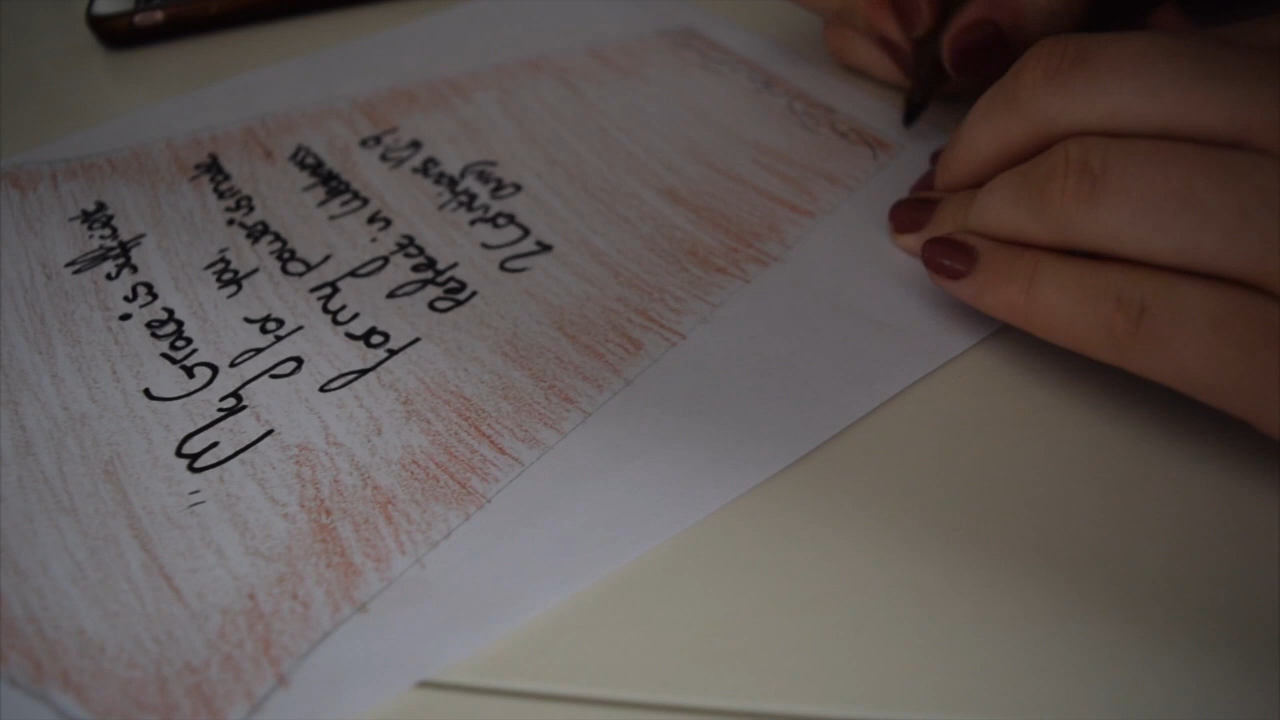 "My Grace is sufficient
for you,
for my power is made
Perfect in weakness
2 Corinthians 12:9
(NIV)